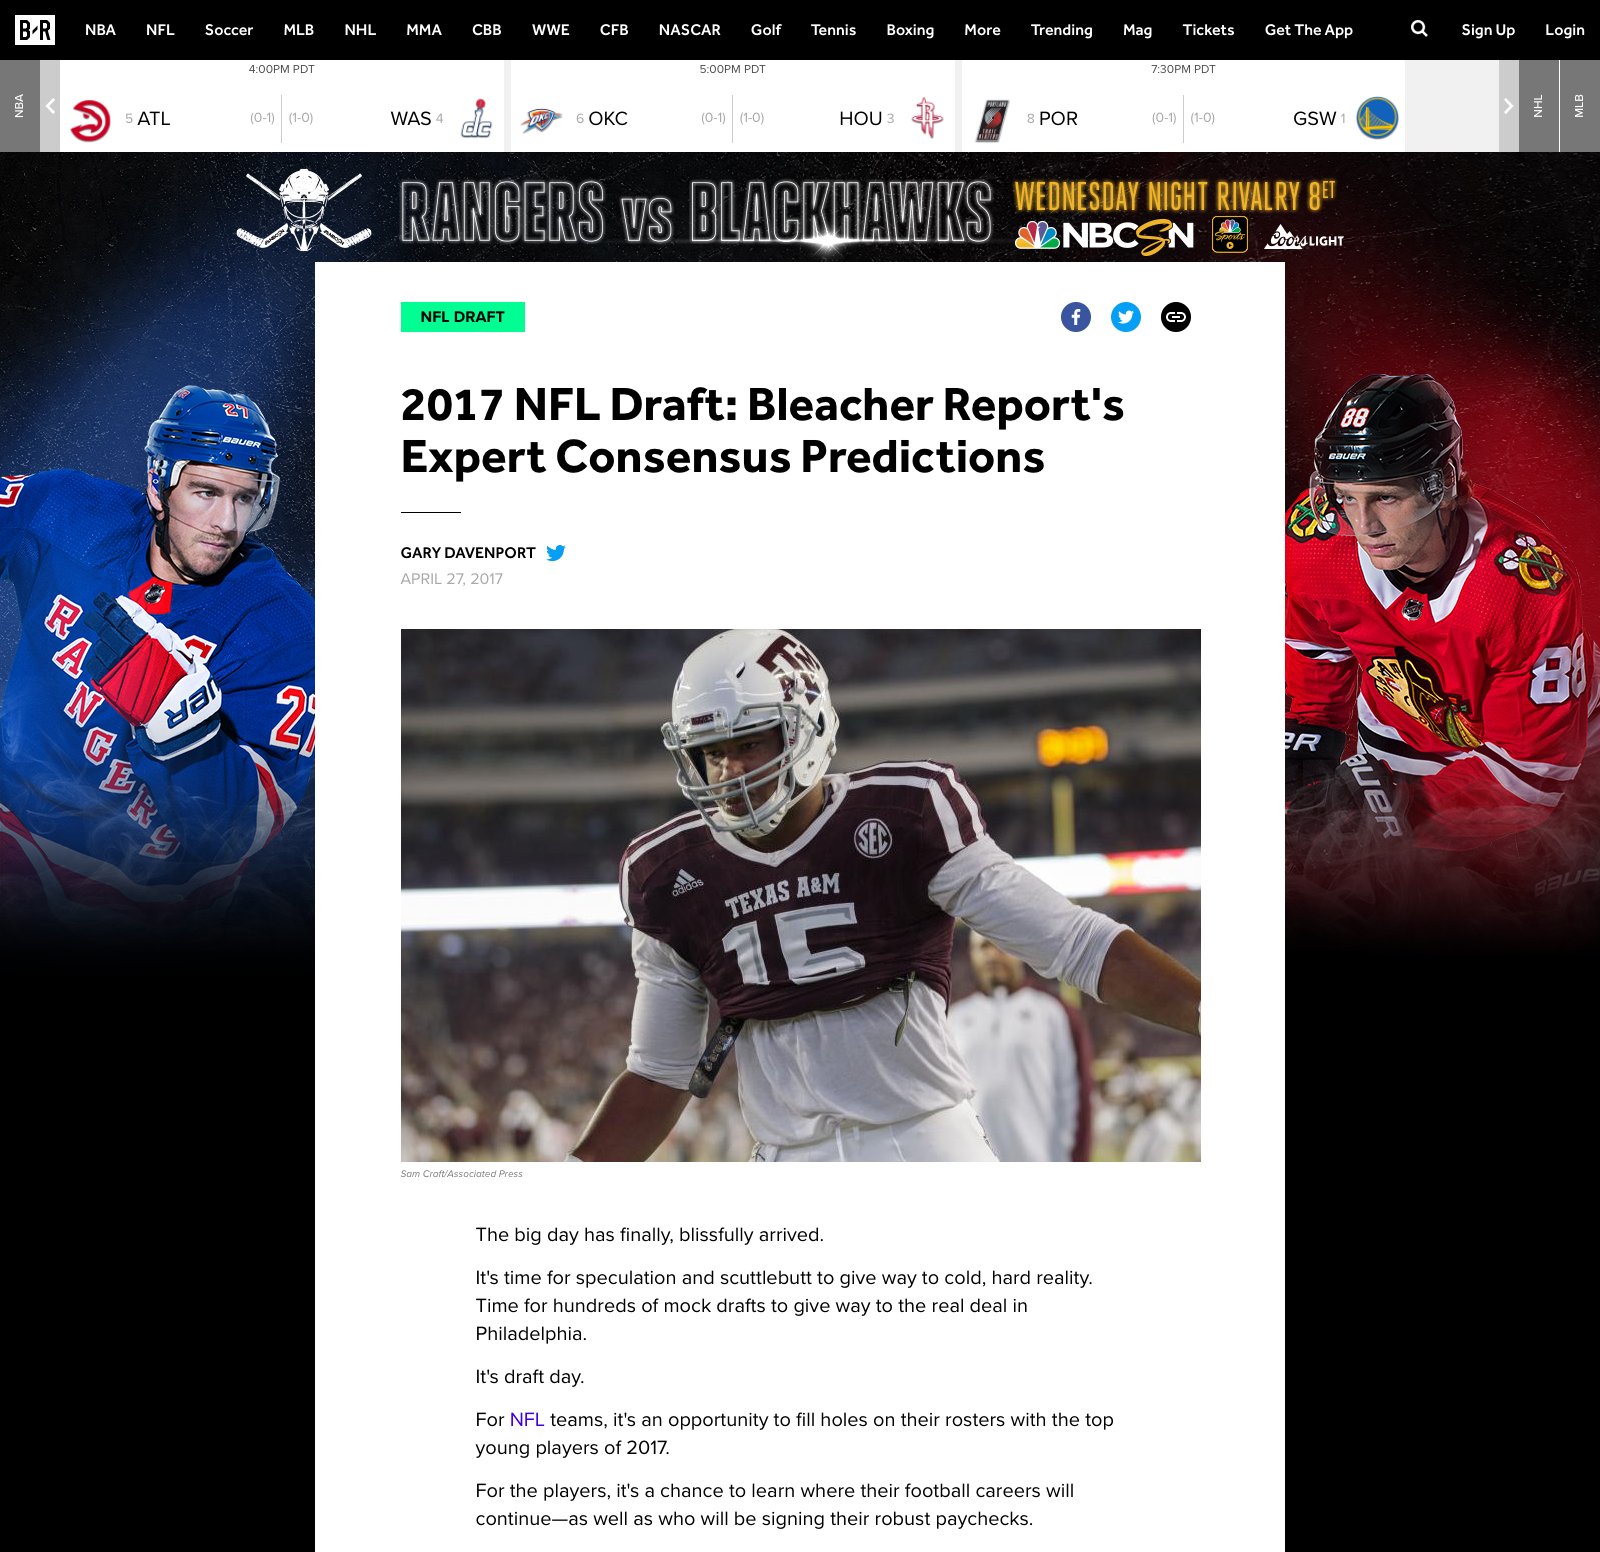 B/R NBA NFL Soccer MLB NHL MMA CBB WWE CFB NASCAR Golf Tennis Boxing More Trending Mag Tickets Get The App Sign Up Login
NBA
4:00PM PDT
5 ATL (0-1) (1-0) WAS 4
5:00PM PDT
6 OKC (0-1) (1-0) HOU 3
7:30PM PDT
8 POR (0-1) (1-0) GSW 1
NHL
MLB
RANGERS VS BLACKHAWKS
WEDNESDAY NIGHT RIVALRY 8ET
NBCSN Sports Coors LIGHT
NFL DRAFT
2017 NFL Draft: Bleacher Report's
Expert Consensus Predictions
GARY DAVENPORT
APRIL 27, 2017
27
BAUER
RANGERS
27
88
BAUER
88
BAUER
SEC
adidas
TEXAS A&M
15
Sam Craft/Associated Press
The big day has finally, blissfully arrived.
It's time for speculation and scuttlebutt to give way to cold, hard reality.
Time for hundreds of mock drafts to give way to the real deal in
Philadelphia.
It's draft day.
For NFL teams, it's an opportunity to fill holes on their rosters with the top
young players of 2017.
For the players, it's a chance to learn where their football careers will
continue—as well as who will be signing their robust paychecks.